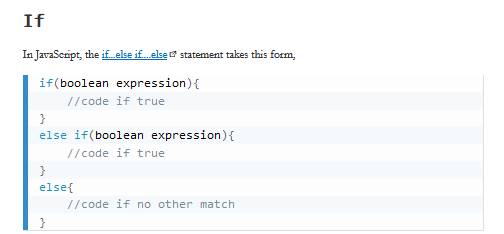 If
In JavaScript, the if...else if....else statement takes this form,
if(boolean expression){
    //code if true
}
else if(boolean expression){
    //code if true
}
else{
    //code if no other match
}